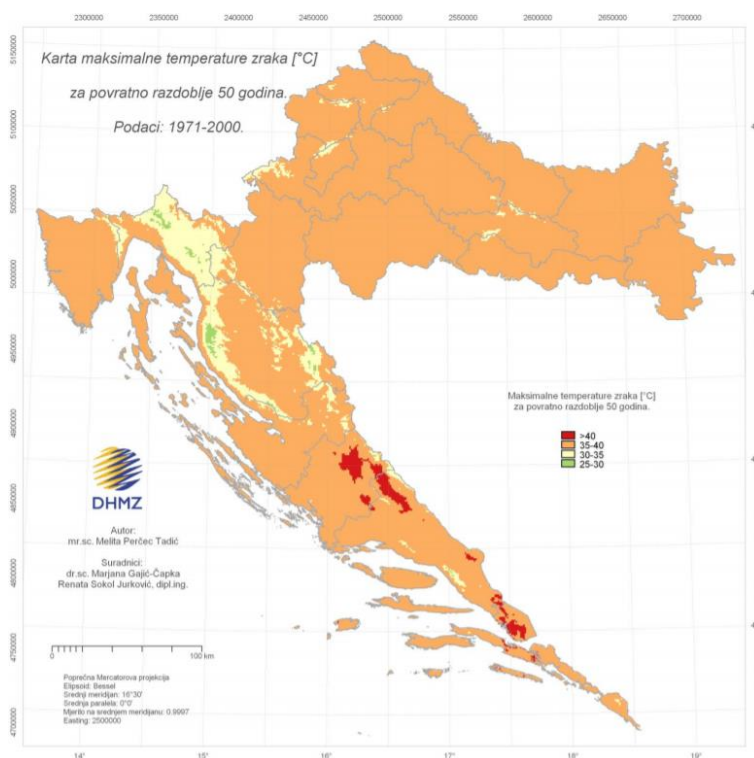 2300000 2350000 2400000 2450000 2500000 2550000 2600000 2650000 2700000
Karta maksimalne temperature zraka [°C]
za povratno razdoblje 50 godina.
Podaci: 1971-2000.
5150000
5100000
5050000
5000000
4950000
4900000
4850000
4800000
4750000
4700000
Maksimalne temperature zraka [°C]
za povratno razdoblje 50 godina.
>40
35-40
30-35
25-30
DHMZ
Autor:
mr.sc. Melita Perčec Tadić
Suradnici:
dr.sc. Marjana Gajić-Čapka
Renata Sokol Jurković, dipl.ing.
0 100 km
Poprečna Mercatorova projekcija
Elipsoid: Bessel
Srednji meridijan: 16°30'
Srednja paralela: 0°0'
Mjerilo na srednjem meridijanu: 0.9997
Easting: 2500000
14° 15° 16° 17° 18° 19°